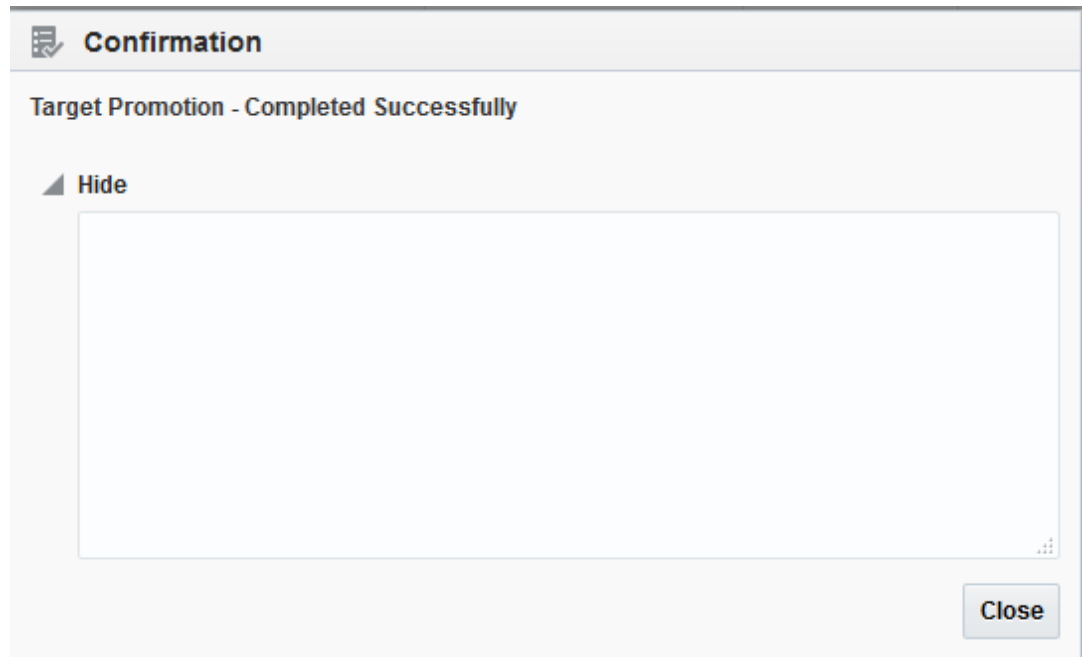 Confirmation
Target Promotion - Completed Successfully
Hide
Close